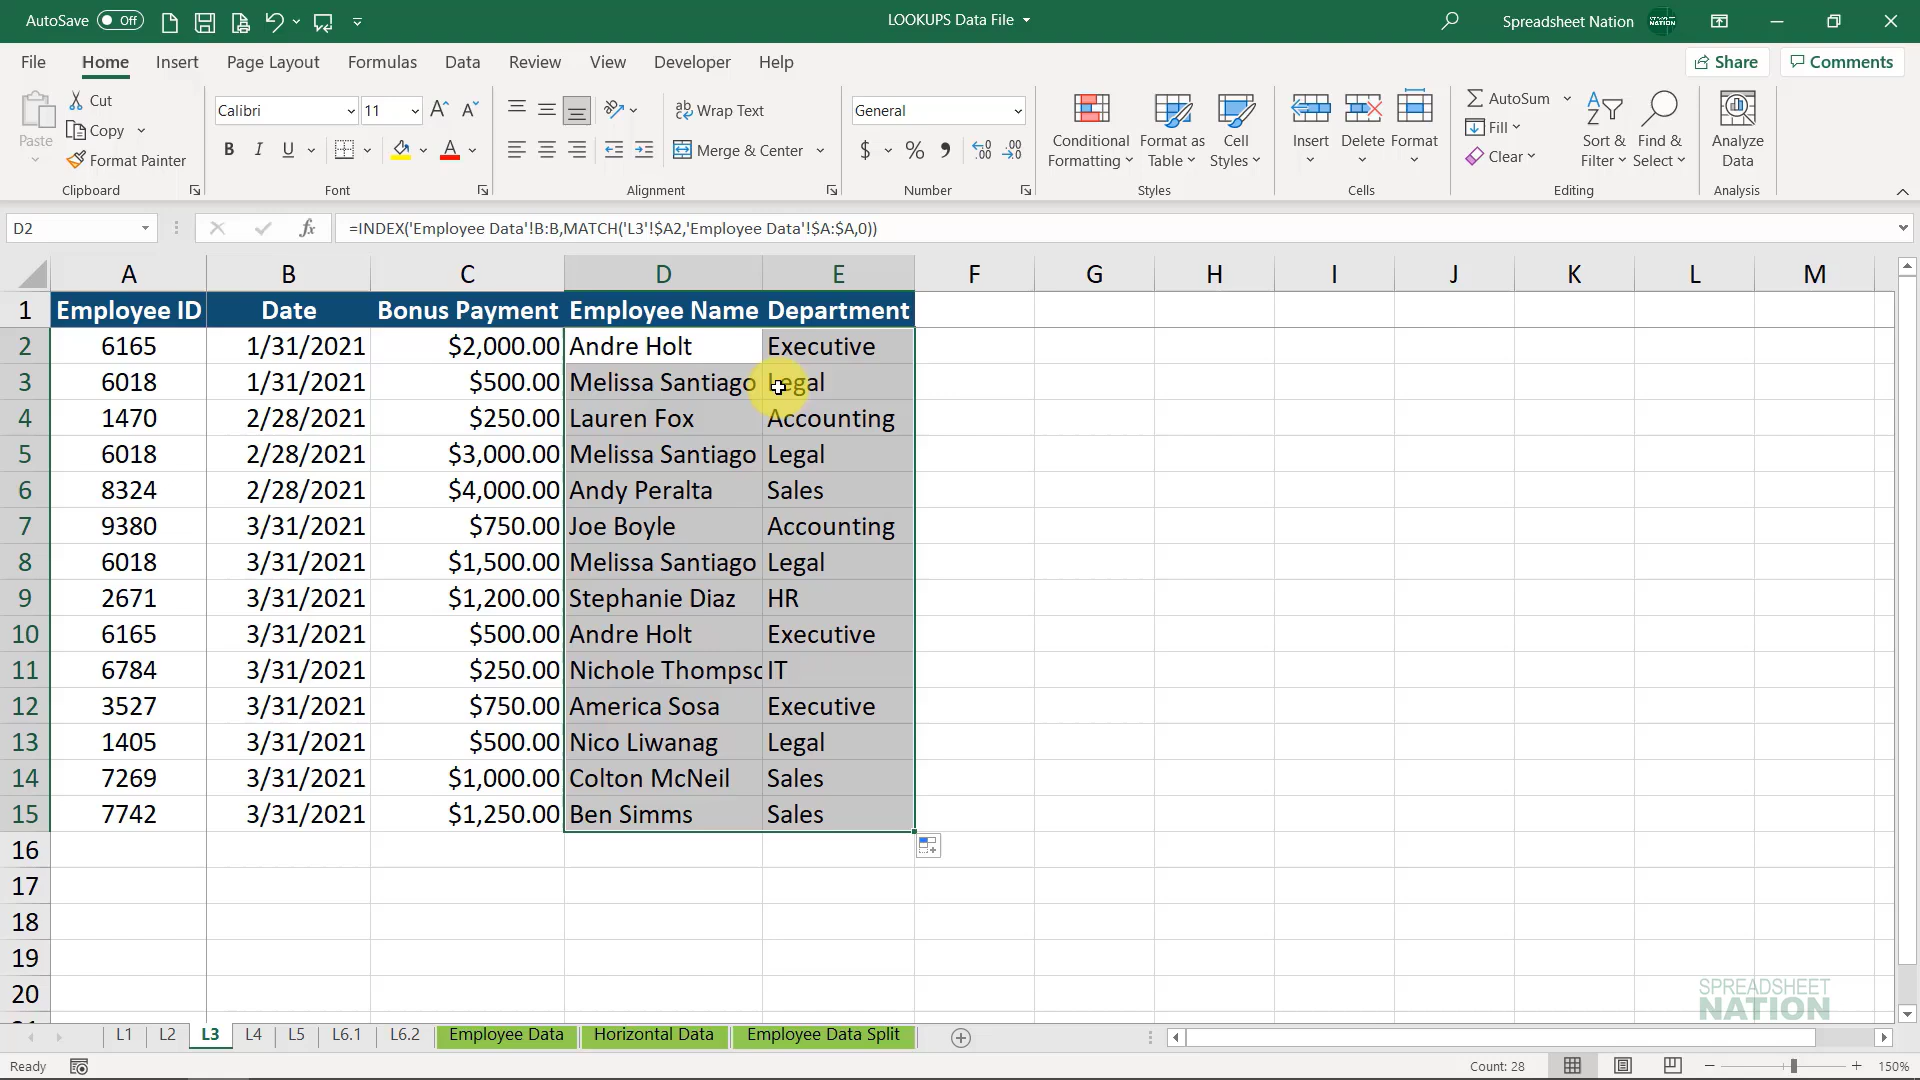 AutoSave Off LOOKUPS Data File Spreadsheet Nation
File Home Insert Page Layout Formulas Data Review View Developer Help Share Comments
Paste
Cut
Copy
Format Painter
Clipboard
Calibri 11
B I U A
Font
ab Wrap Text
Merge & Center
Alignment
General
$ % 9 .00
Number
Conditional Formatting
Format as Table
Cell Styles
Styles
Insert Delete Format
Cells
AutoSum
Fill
Clear
Sort & Filter
Find & Select
Editing
Analyze Data
Analysis
D2 fx =INDEX('Employee Data'!B:B,MATCH('L3'!$A2,'Employee Data'!$A:$A,0))
A B C D E F G H I J K L M
1 Employee ID Date Bonus Payment Employee Name Department
2 6165 1/31/2021 $2,000.00 Andre Holt Executive
3 6018 1/31/2021 $500.00 Melissa Santiago Legal
4 1470 2/28/2021 $250.00 Lauren Fox Accounting
5 6018 2/28/2021 $3,000.00 Melissa Santiago Legal
6 8324 2/28/2021 $4,000.00 Andy Peralta Sales
7 9380 3/31/2021 $750.00 Joe Boyle Accounting
8 6018 3/31/2021 $1,500.00 Melissa Santiago Legal
9 2671 3/31/2021 $1,200.00 Stephanie Diaz HR
10 6165 3/31/2021 $500.00 Andre Holt Executive
11 6784 3/31/2021 $250.00 Nichole Thompsc IT
12 3527 3/31/2021 $750.00 America Sosa Executive
13 1405 3/31/2021 $500.00 Nico Liwanag Legal
14 7269 3/31/2021 $1,000.00 Colton McNeil Sales
15 7742 3/31/2021 $1,250.00 Ben Simms Sales
16
17
18
19
20
SPREADSHEET
NATION
L1 L2 L3 L4 L5 L6.1 L6.2 Employee Data Horizontal Data Employee Data Split
Ready Count: 28 150%